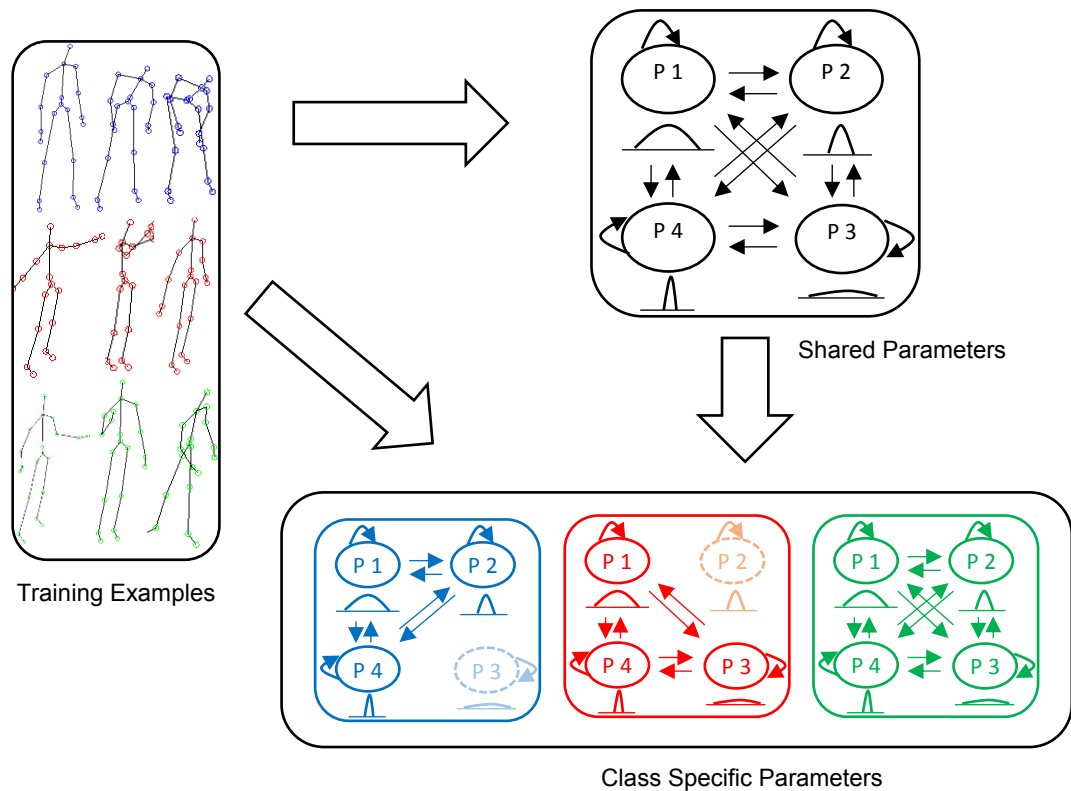 P 1
P 2
P 4
P 3
Shared Parameters
Training Examples
P 1
P 2
P 4
P 3
P 1
P 2
P 4
P 3
P 1
P 2
P 4
P 3
Class Specific Parameters